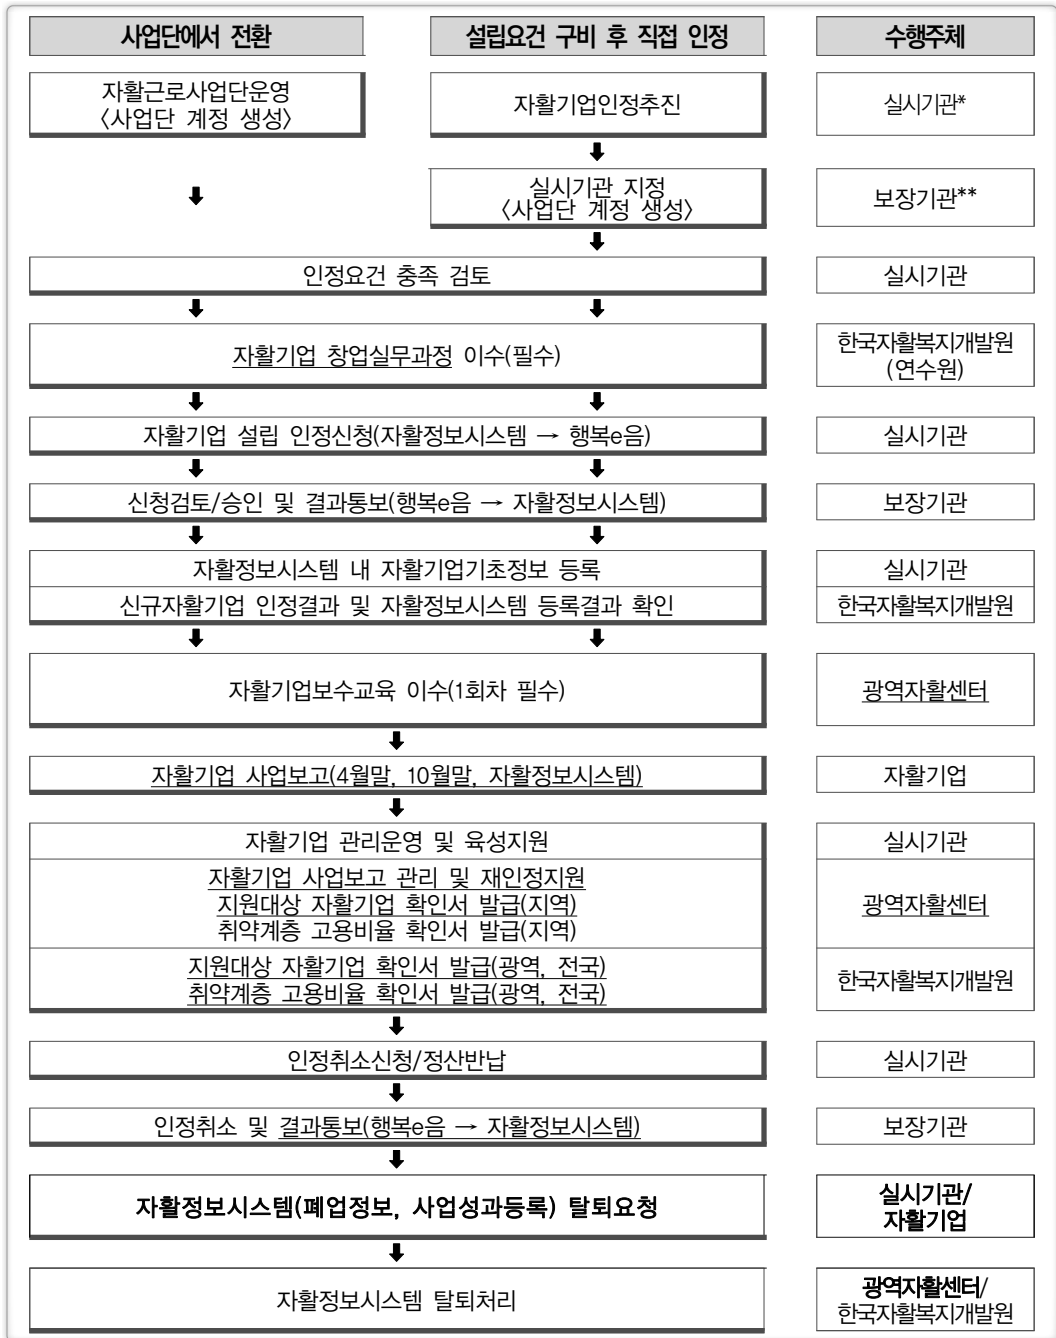 사업단에서 전환
설립요건 구비 후 직접 인정
수행주체
자활근로사업단운영
〈사업단 계정 생성〉
자활기업인정추진
실시기관*
실시기관 지정
〈사업단 계정 생성〉
보장기관**
인정요건 충족 검토
실시기관
자활기업 창업실무과정 이수(필수)
한국자활복지개발원
(연수원)
자활기업 설립 인정신청(자활정보시스템 → 행복e음)
실시기관
신청검토/승인 및 결과통보(행복e음 → 자활정보시스템)
보장기관
자활정보시스템 내 자활기업기초정보 등록
실시기관
신규자활기업 인정결과 및 자활정보시스템 등록결과 확인
한국자활복지개발원
자활기업보수교육 이수(1회차 필수)
광역자활센터
자활기업 사업보고(4월말, 10월말, 자활정보시스템)
자활기업
자활기업 관리운영 및 육성지원
실시기관
자활기업 사업보고 관리 및 재인정지원
지원대상 자활기업 확인서 발급(지역)
취약계층 고용비율 확인서 발급(지역)
광역자활센터
지원대상 자활기업 확인서 발급(광역, 전국)
취약계층 고용비율 확인서 발급(광역, 전국)
한국자활복지개발원
인정취소신청/정산반납
실시기관
인정취소 및 결과통보(행복e음 → 자활정보시스템)
보장기관
자활정보시스템(폐업정보, 사업성과등록) 탈퇴요청
실시기관/
자활기업
자활정보시스템 탈퇴처리
광역자활센터/
한국자활복지개발원